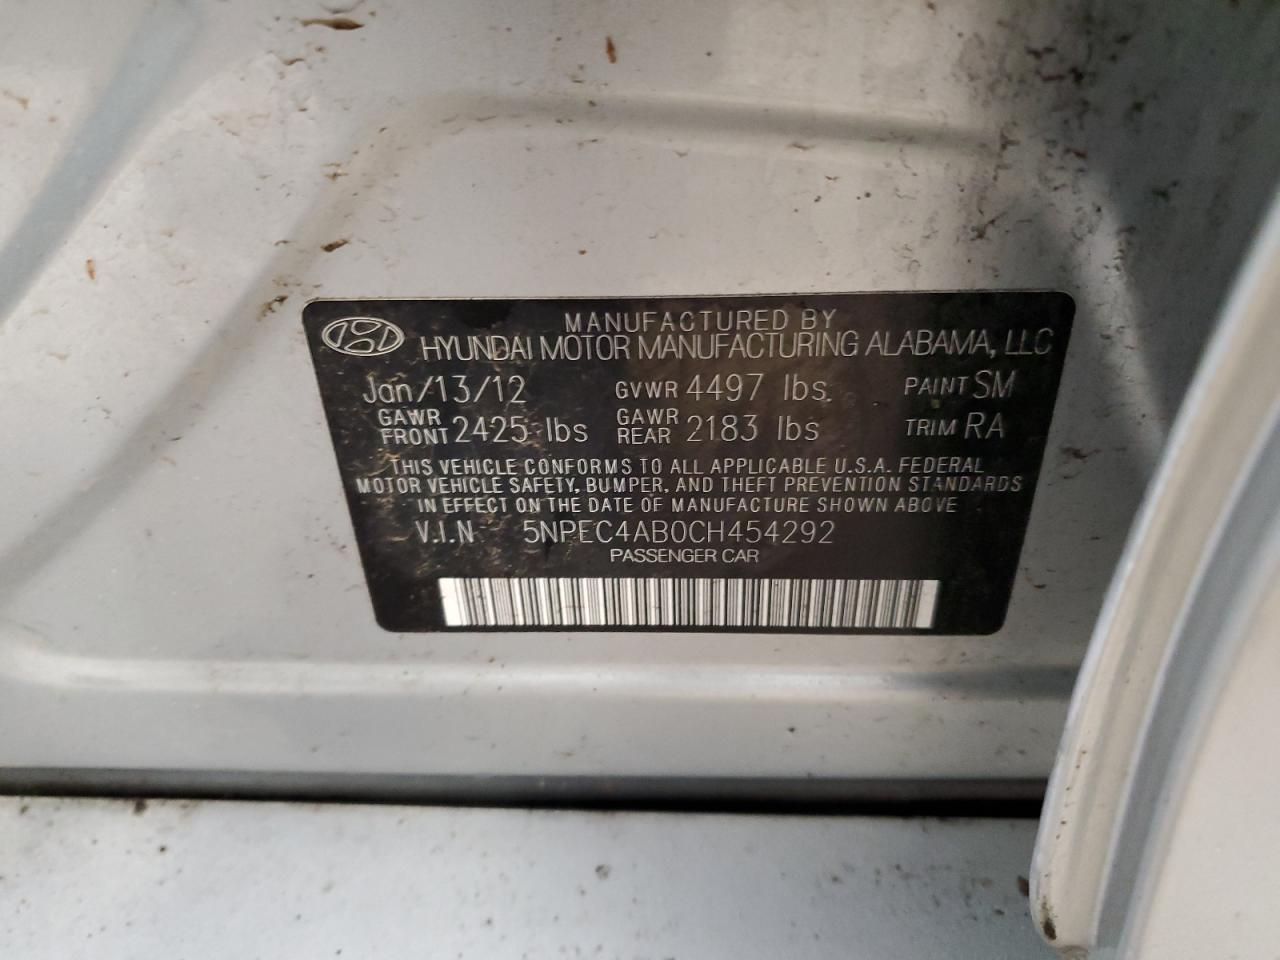 MANUFACTURED BY
HYUNDAI MOTOR MANUFACTURING ALABAMA, LLC
Jan/13/12 GVWR 4497 lbs. PAINT SM
GAWR FRONT 2425 lbs GAWR REAR 2183 lbs TRIM RA
THIS VEHICLE CONFORMS TO ALL APPLICABLE U.S.A. FEDERAL
MOTOR VEHICLE SAFETY, BUMPER, AND THEFT PREVENTION STANDARDS
IN EFFECT ON THE DATE OF MANUFACTURE SHOWN ABOVE
V.I.N 5NPEC4AB0CH454292
PASSENGER CAR